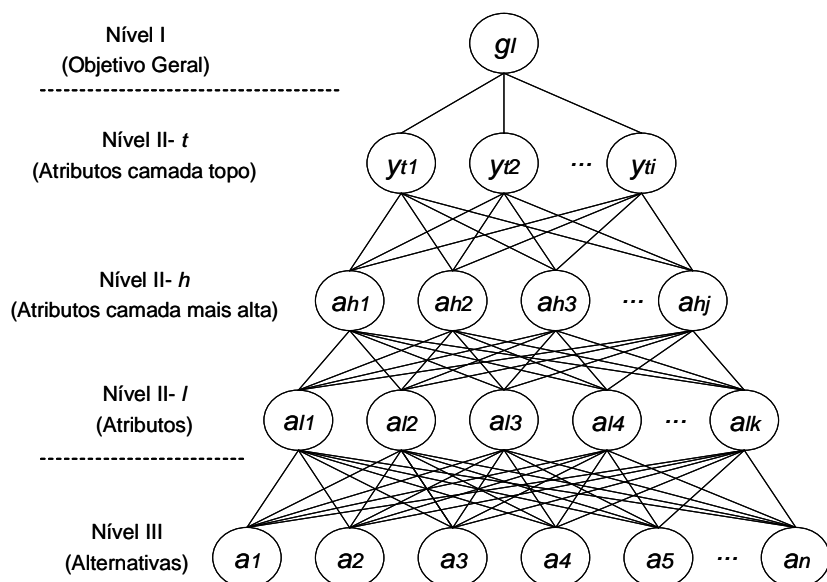 Nível I
(Objetivo Geral)
gI
Nível II- t
(Atributos camada topo)
yt1 yt2 ... yti
Nível II- h
(Atributos camada mais alta)
ah1 ah2 ah3 ... ahj
Nível II- l
(Atributos)
al1 al2 al3 al4 ... alk
Nível III
(Alternativas)
a1 a2 a3 a4 a5 ... an